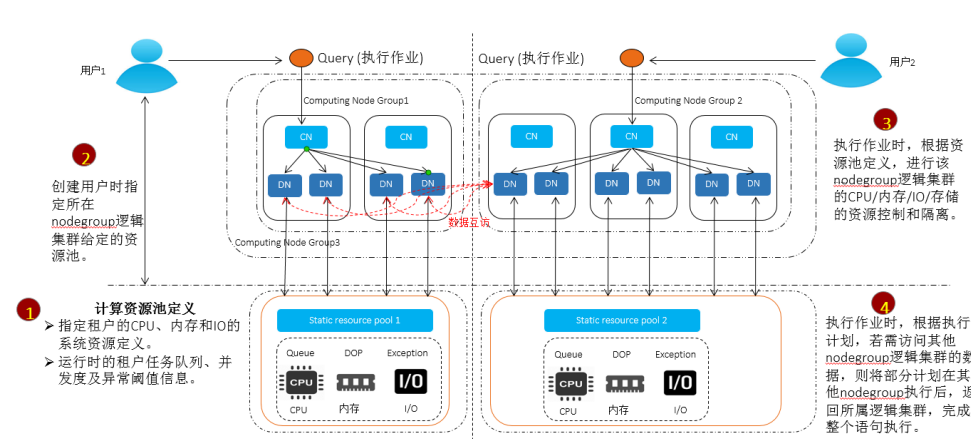 用户1
Query (执行作业)
Query (执行作业)
用户2
Computing Node Group1
Computing Node Group 2
CN
CN
CN
CN
CN
DN
DN
DN
DN
DN
DN
DN
DN
DN
DN
数据互访
Computing Node Group3
2
创建用户时指
定所在
nodegroup逻辑
集群给定的资
源池。
3
执行作业时，根据资
源池定义，进行该
nodegroup逻辑集群
的CPU/内存/IO/存储
的资源控制和隔离。
1
计算资源池定义
➢ 指定租户的CPU、内存和IO的
系统资源定义。
➢ 运行时的租户任务队列、并
发度及异常阈值信息。
Static resource pool 1
Queue
DOP
Exception
CPU
I/O
CPU
内存
I/O
Static resource pool 2
Queue
DOP
Exception
CPU
I/O
CPU
内存
I/O
4
执行作业时，根据执行
计划，若需访问其他
nodegroup逻辑集群的数
据，则将部分计划在其
他nodegroup执行后，返
回所属逻辑集群，完成
整个语句执行。